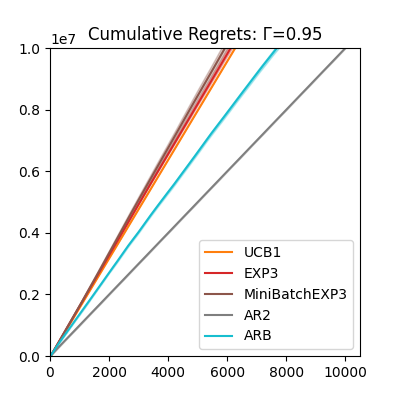 Cumulative Regrets: Γ=0.95
1e7
1.0
0.8
0.6
0.4
0.2
0.0
0 2000 4000 6000 8000 10000
UCB1
EXP3
MiniBatchEXP3
AR2
ARB